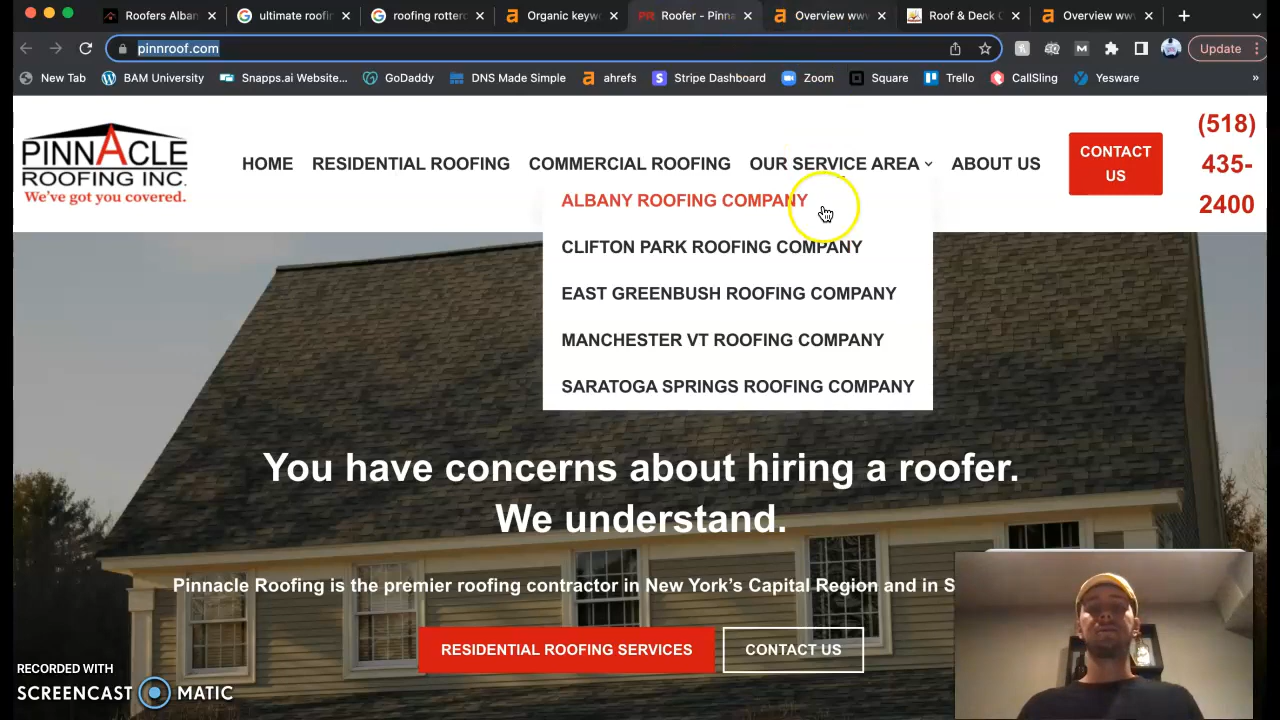 Roofers Alban
ultimate roofin
roofing rotterd
Organic keywo
Roofer - Pinna
Overview www
Roof & Deck C
Overview www
pinnroof.com
Update
New Tab
BAM University
Snapps.ai Website...
GoDaddy
DNS Made Simple
ahrefs
Stripe Dashboard
Zoom
Square
Trello
CallSling
Yesware
»
PINNACLE
ROOFING INC.
We've got you covered.
HOME
RESIDENTIAL ROOFING
COMMERCIAL ROOFING
OUR SERVICE AREA
ABOUT US
CONTACT
US
(518)
435-
2400
ALBANY ROOFING COMPANY
CLIFTON PARK ROOFING COMPANY
EAST GREENBUSH ROOFING COMPANY
MANCHESTER VT ROOFING COMPANY
SARATOGA SPRINGS ROOFING COMPANY
You have concerns about hiring a roofer.
We understand.
Pinnacle Roofing is the premier roofing contractor in New York's Capital Region and in S
RESIDENTIAL ROOFING SERVICES
CONTACT US
RECORDED WITH
SCREENCAST MATIC